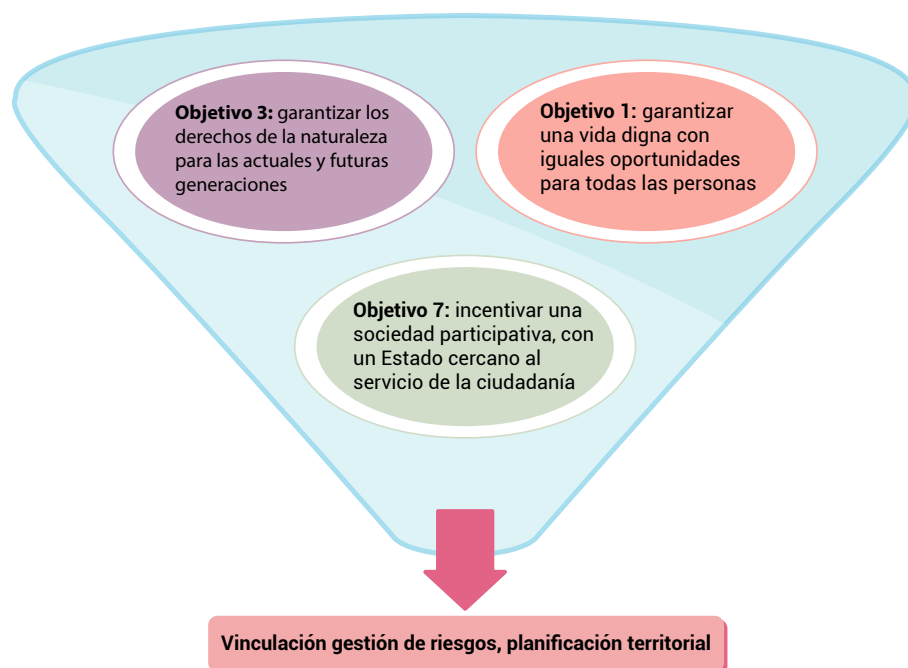 Objetivo 3: garantizar los
derechos de la naturaleza
para las actuales y futuras
generaciones
Objetivo 1: garantizar
una vida digna con
iguales oportunidades
para todas las personas
Objetivo 7: incentivar una
sociedad participativa, con
un Estado cercano al
servicio de la ciudadanía
Vinculación gestión de riesgos, planificación territorial